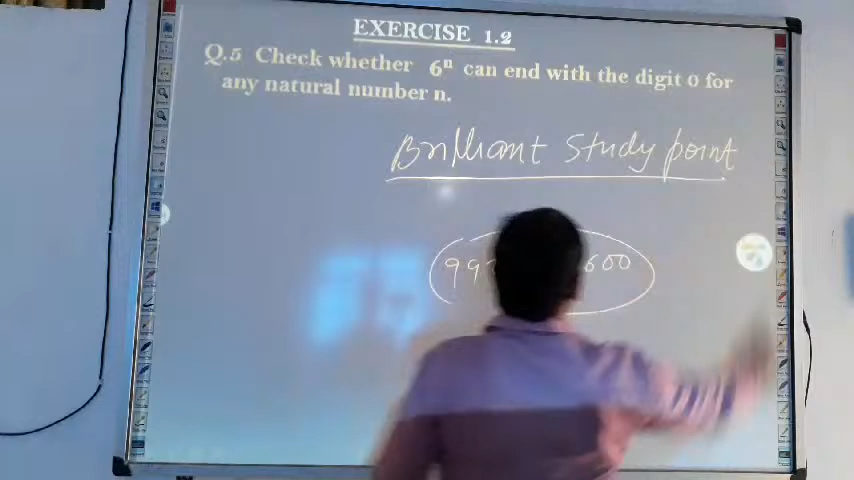 EXERCISE 1.2
Q.5 Check whether 6ⁿ can end with the digit 0 for
any natural number n.
Brilliant Study point
600